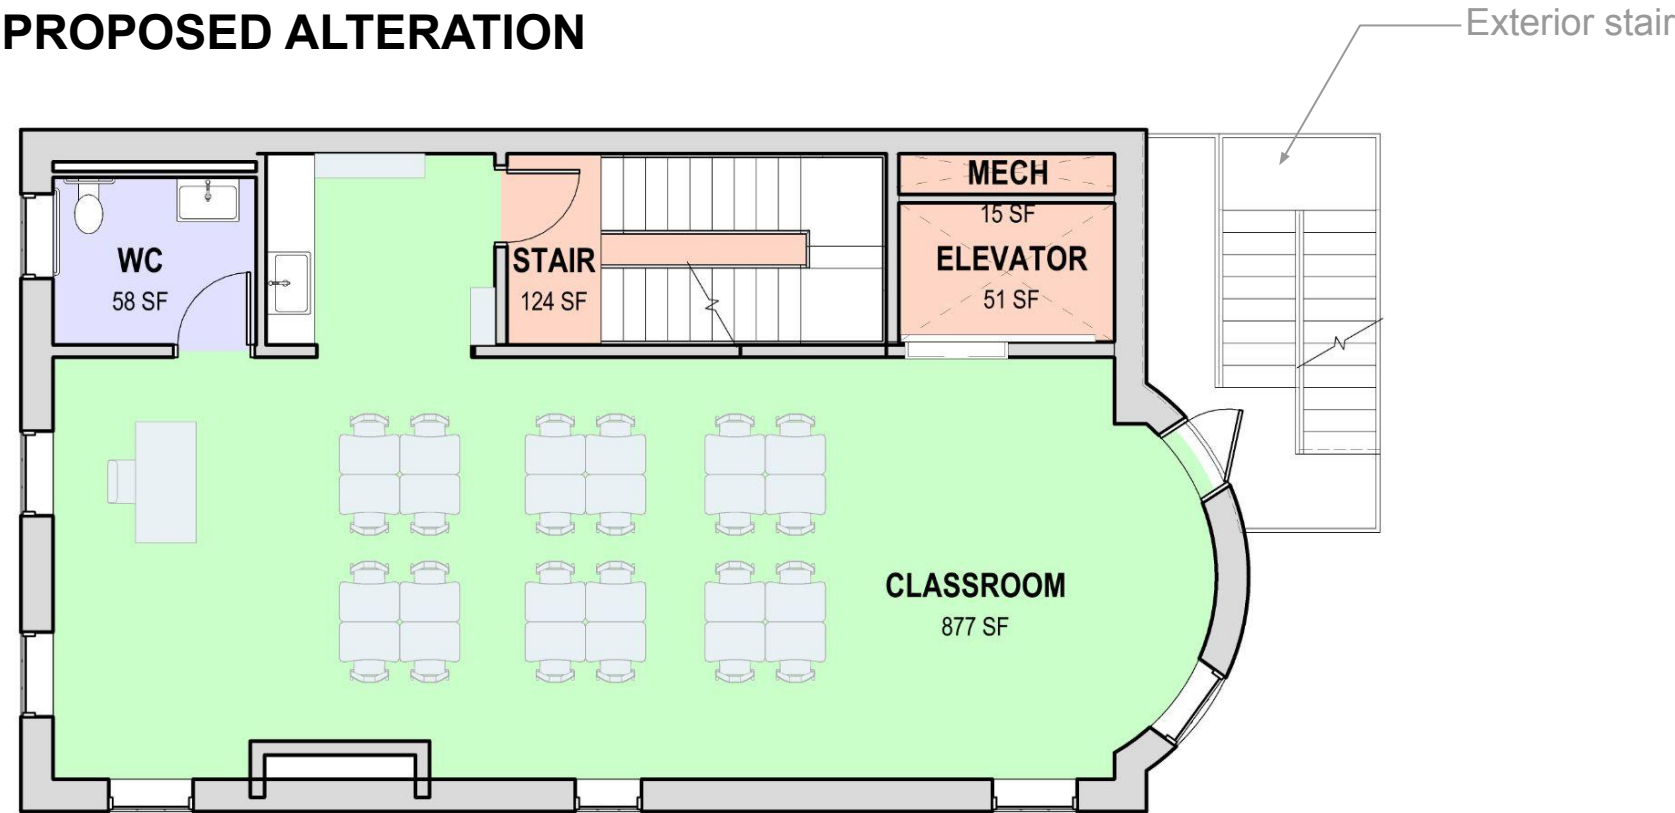 PROPOSED ALTERATION
Exterior stair
MECH
15 SF
WC
58 SF
STAIR
124 SF
ELEVATOR
51 SF
CLASSROOM
877 SF